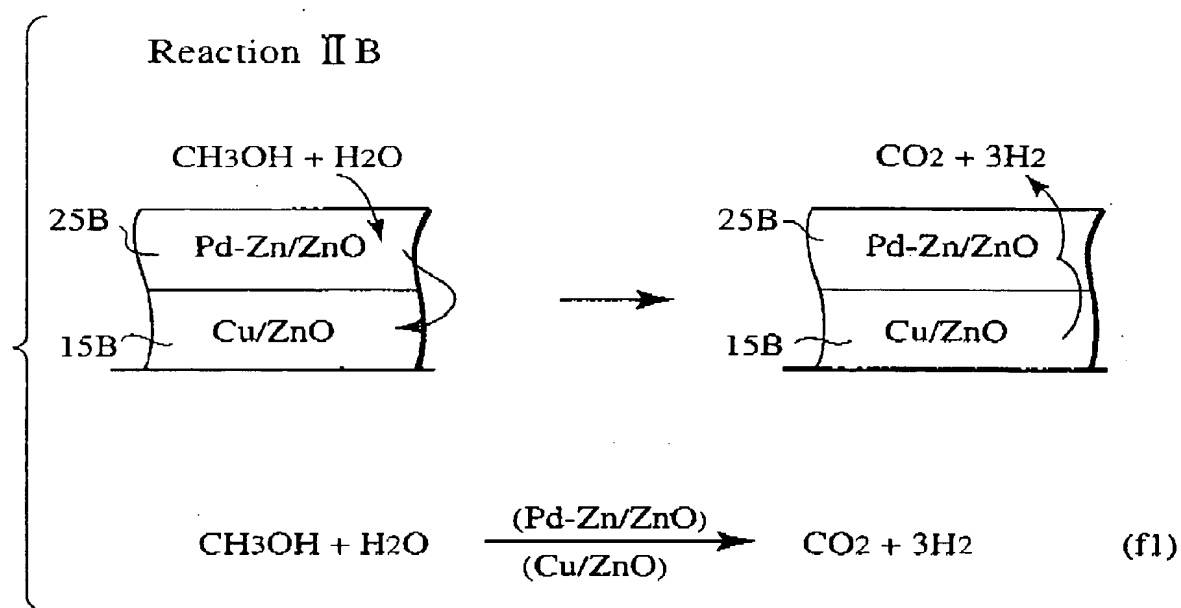 Reaction ⅡB
CH3OH + H2O
25B
Pd-Zn/ZnO
Cu/ZnO
15B
CO2 + 3H2
25B
Pd-Zn/ZnO
Cu/ZnO
15B
(Pd-Zn/ZnO)
CH3OH + H2O CO2 + 3H2 (f1)
(Cu/ZnO)